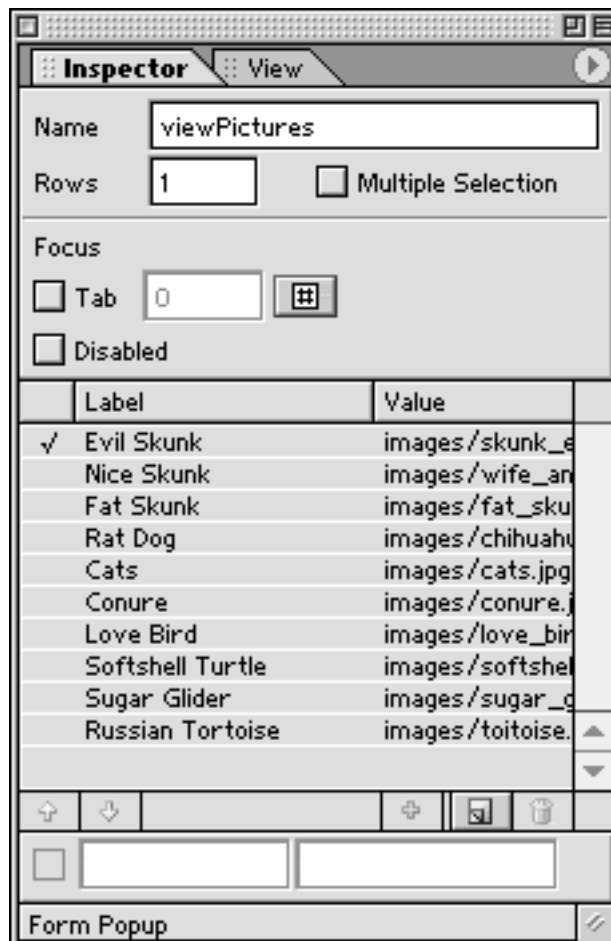 Inspector View
Name viewPictures
Rows 1 Multiple Selection
Focus
Tab 0
Disabled
Label Value
√ Evil Skunk images/skunk_e
Nice Skunk images/wife_an
Fat Skunk images/fat_sku
Rat Dog images/chihuahu
Cats images/cats.jpg
Conure images/conure.j
Love Bird images/love_bir
Softshell Turtle images/softshel
Sugar Glider images/sugar_g
Russian Tortoise images/toitoise.
Form Popup